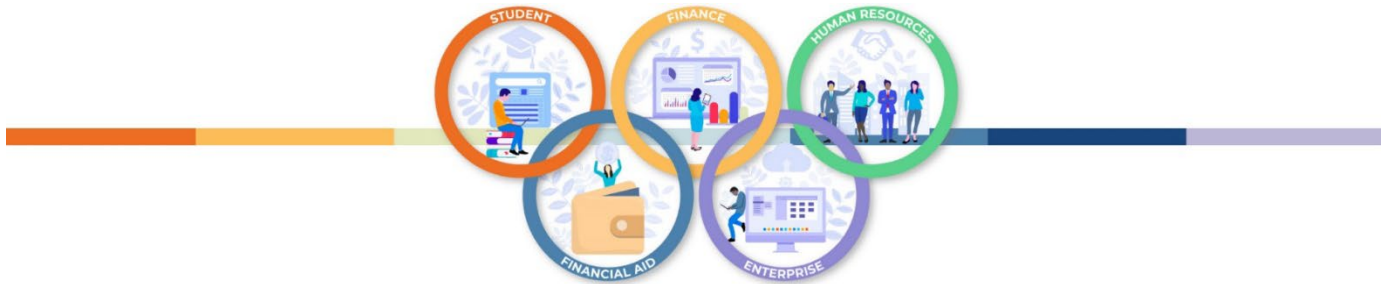 STUDENT
FINANCE
HUMAN RESOURCES
FINANCIAL AID
ENTERPRISE